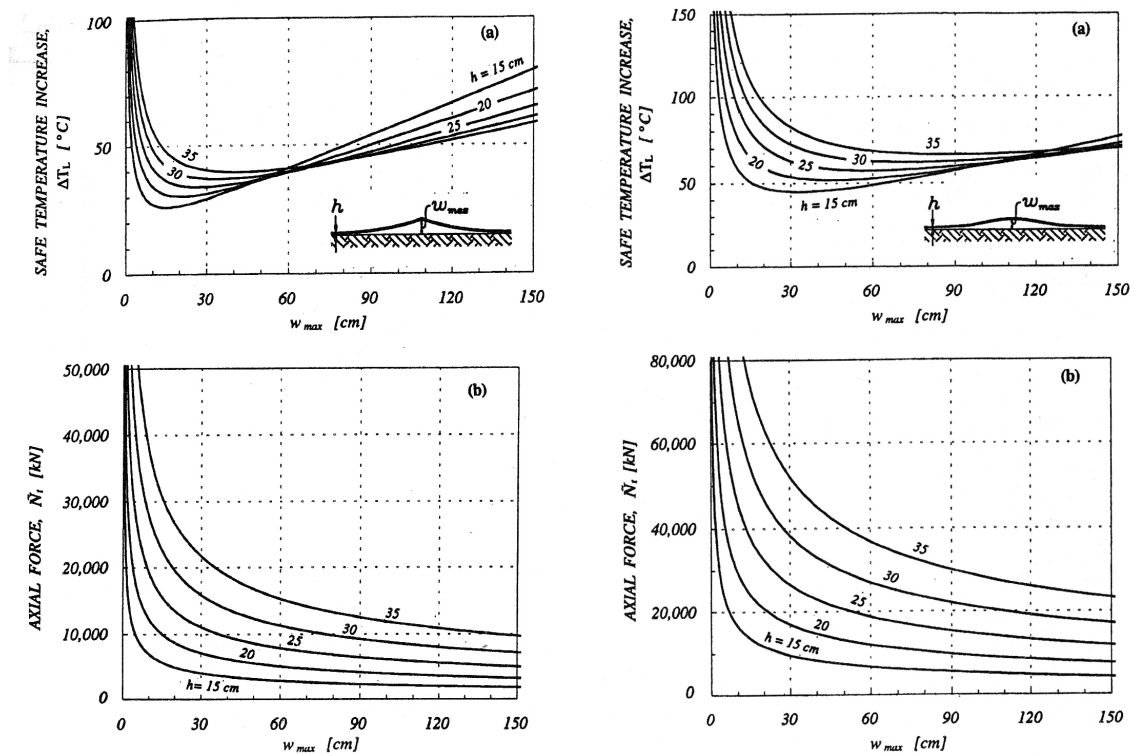 SAFE TEMPERATURE INCREASE,
ΔT_L [°C]
100
50
0
(a)
h = 15 cm
20
25
35
30
h
w_max
0 30 60 90 120 150
w_max [cm]
SAFE TEMPERATURE INCREASE,
ΔT_L [°C]
150
100
50
0
(a)
35
30
25
20
h = 15 cm
h
w_max
0 30 60 90 120 150
w_max [cm]
AXIAL FORCE, Ñ_t [kN]
50,000
40,000
30,000
20,000
10,000
0
(b)
35
30
25
20
h = 15 cm
0 30 60 90 120 150
w_max [cm]
AXIAL FORCE, Ñ_t [kN]
80,000
60,000
40,000
20,000
0
(b)
35
30
25
20
h = 15 cm
0 30 60 90 120 150
w_max [cm]